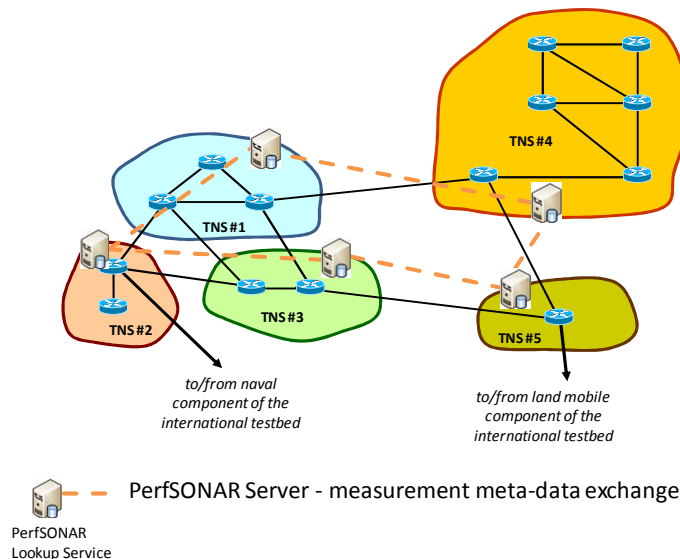 TNS #4
TNS #1
TNS #3
TNS #2
TNS #5
to/from naval
component of the
international testbed
to/from land mobile
component of the
international testbed
PerfSONAR Server - measurement meta-data exchange
PerfSONAR
Lookup Service